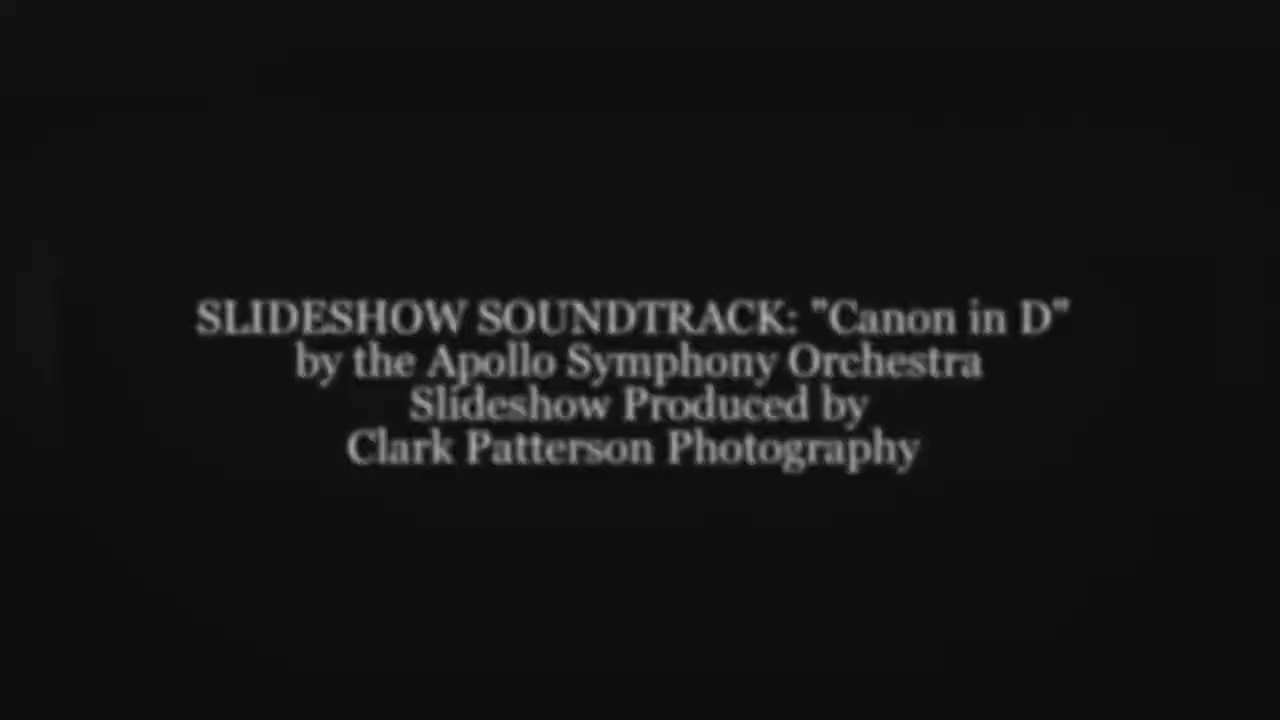 SLIDESHOW SOUNDTRACK: "Canon in D"
by the Apollo Symphony Orchestra
Slideshow Produced by
Clark Patterson Photography